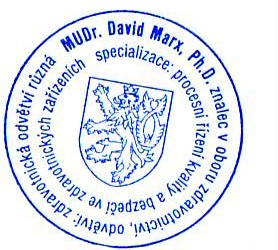 MUDr. David Marx, Ph.D. znalec v oboru zdravotnictví, odvětví: zdravotnická odvětví různá
specializace: procesní řízení kvality a bezpečí ve zdravotnických zařízeních